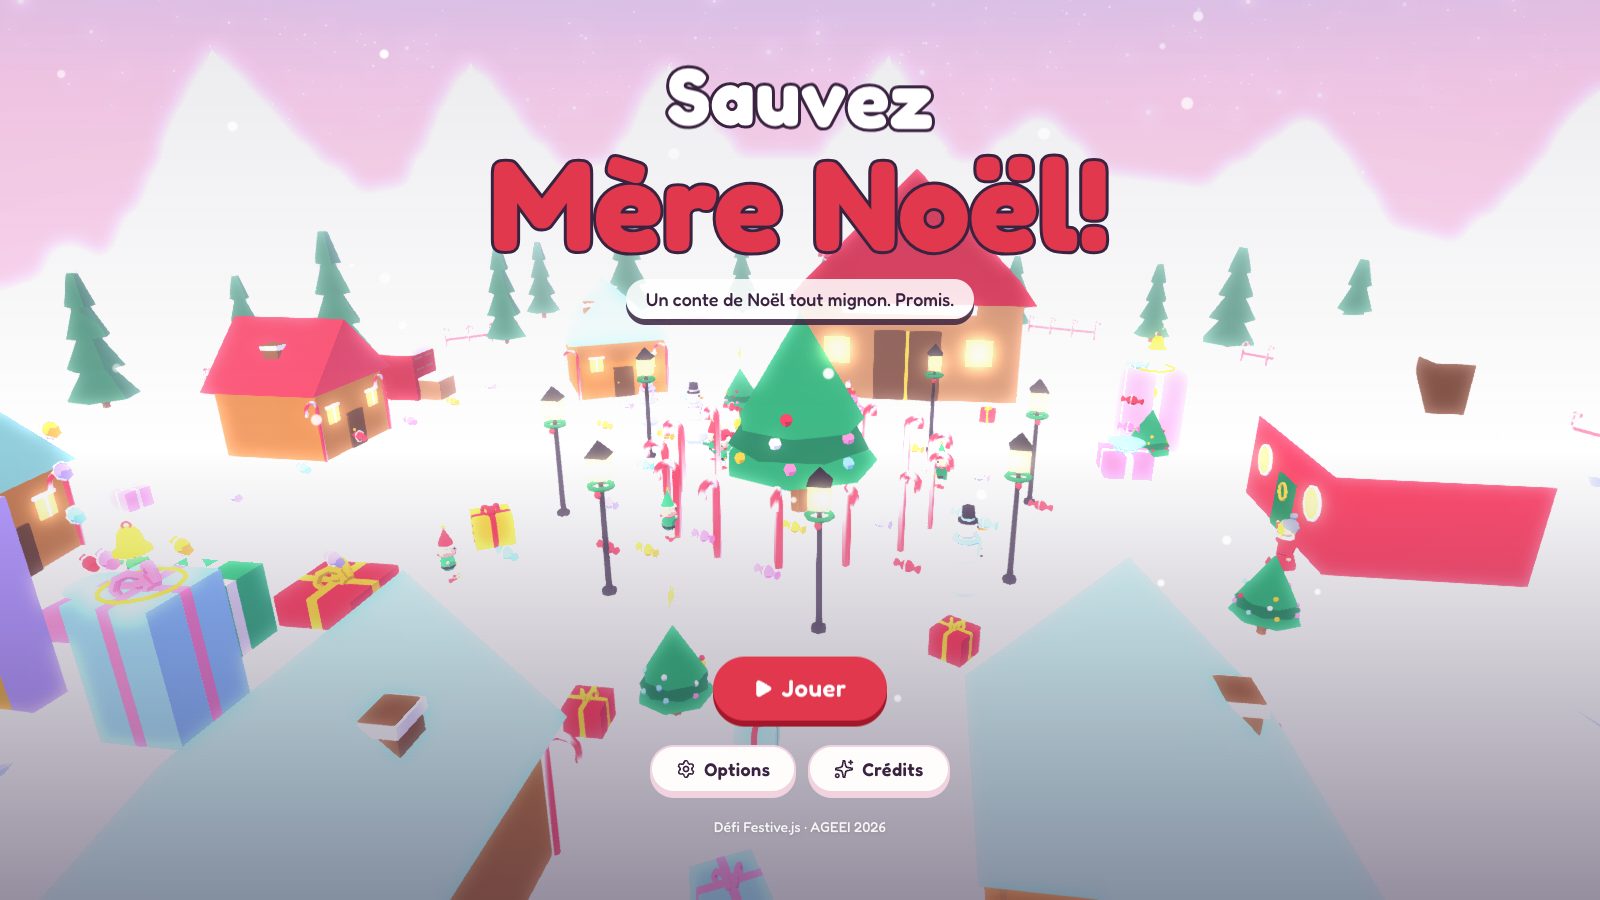 Sauvez
Mère Noël!
Un conte de Noël tout mignon. Promis.
Jouer
Options
Crédits
Défi Festive.js · AGEEI 2026